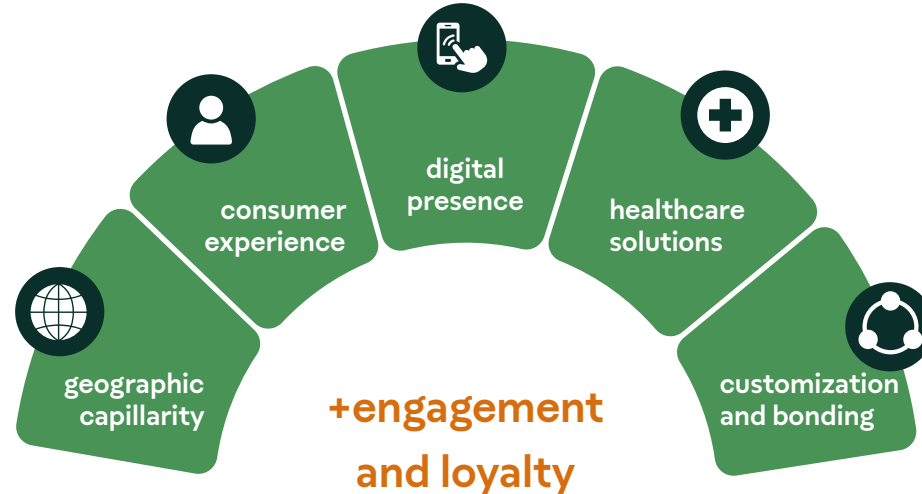 geographic
capillarity
consumer
experience
digital
presence
healthcare
solutions
customization
and bonding
+engagement
and loyalty